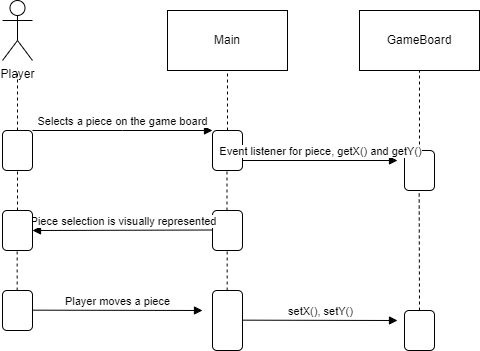 Main
GameBoard
Player
Selects a piece on the game board
Event listener for piece, getX() and getY()
Piece selection is visually represented
Player moves a piece
setX(), setY()